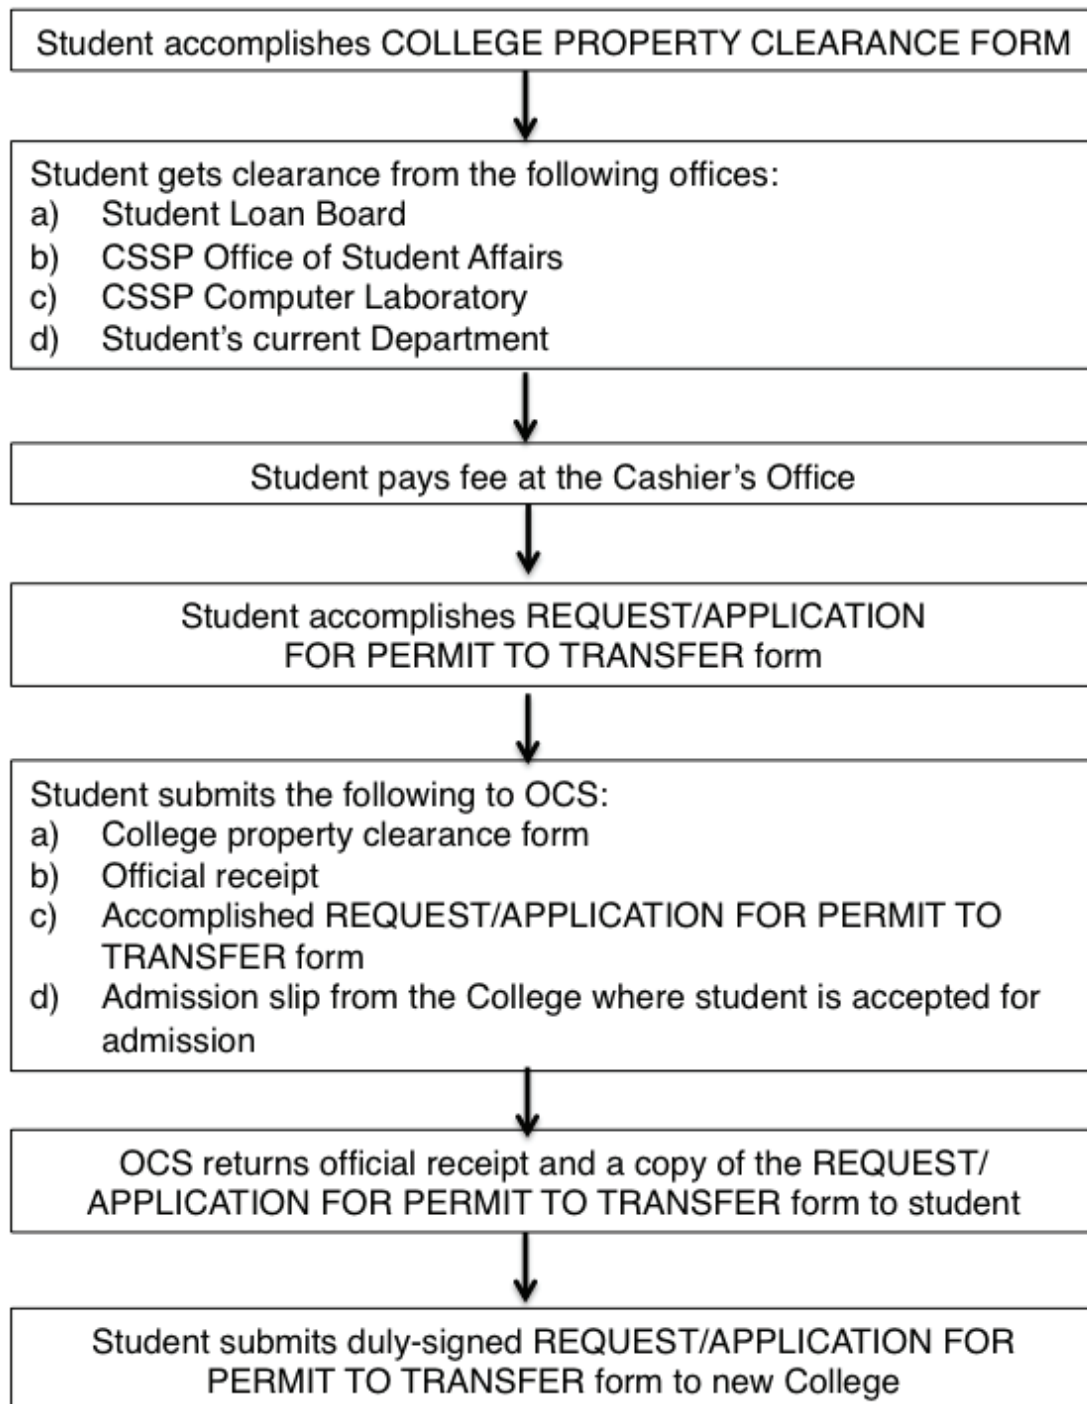 Student accomplishes COLLEGE PROPERTY CLEARANCE FORM
Student gets clearance from the following offices:
a) Student Loan Board
b) CSSP Office of Student Affairs
c) CSSP Computer Laboratory
d) Student's current Department
Student pays fee at the Cashier's Office
Student accomplishes REQUEST/APPLICATION
FOR PERMIT TO TRANSFER form
Student submits the following to OCS:
a) College property clearance form
b) Official receipt
c) Accomplished REQUEST/APPLICATION FOR PERMIT TO
TRANSFER form
d) Admission slip from the College where student is accepted for
admission
OCS returns official receipt and a copy of the REQUEST/
APPLICATION FOR PERMIT TO TRANSFER form to student
Student submits duly-signed REQUEST/APPLICATION FOR
PERMIT TO TRANSFER form to new College